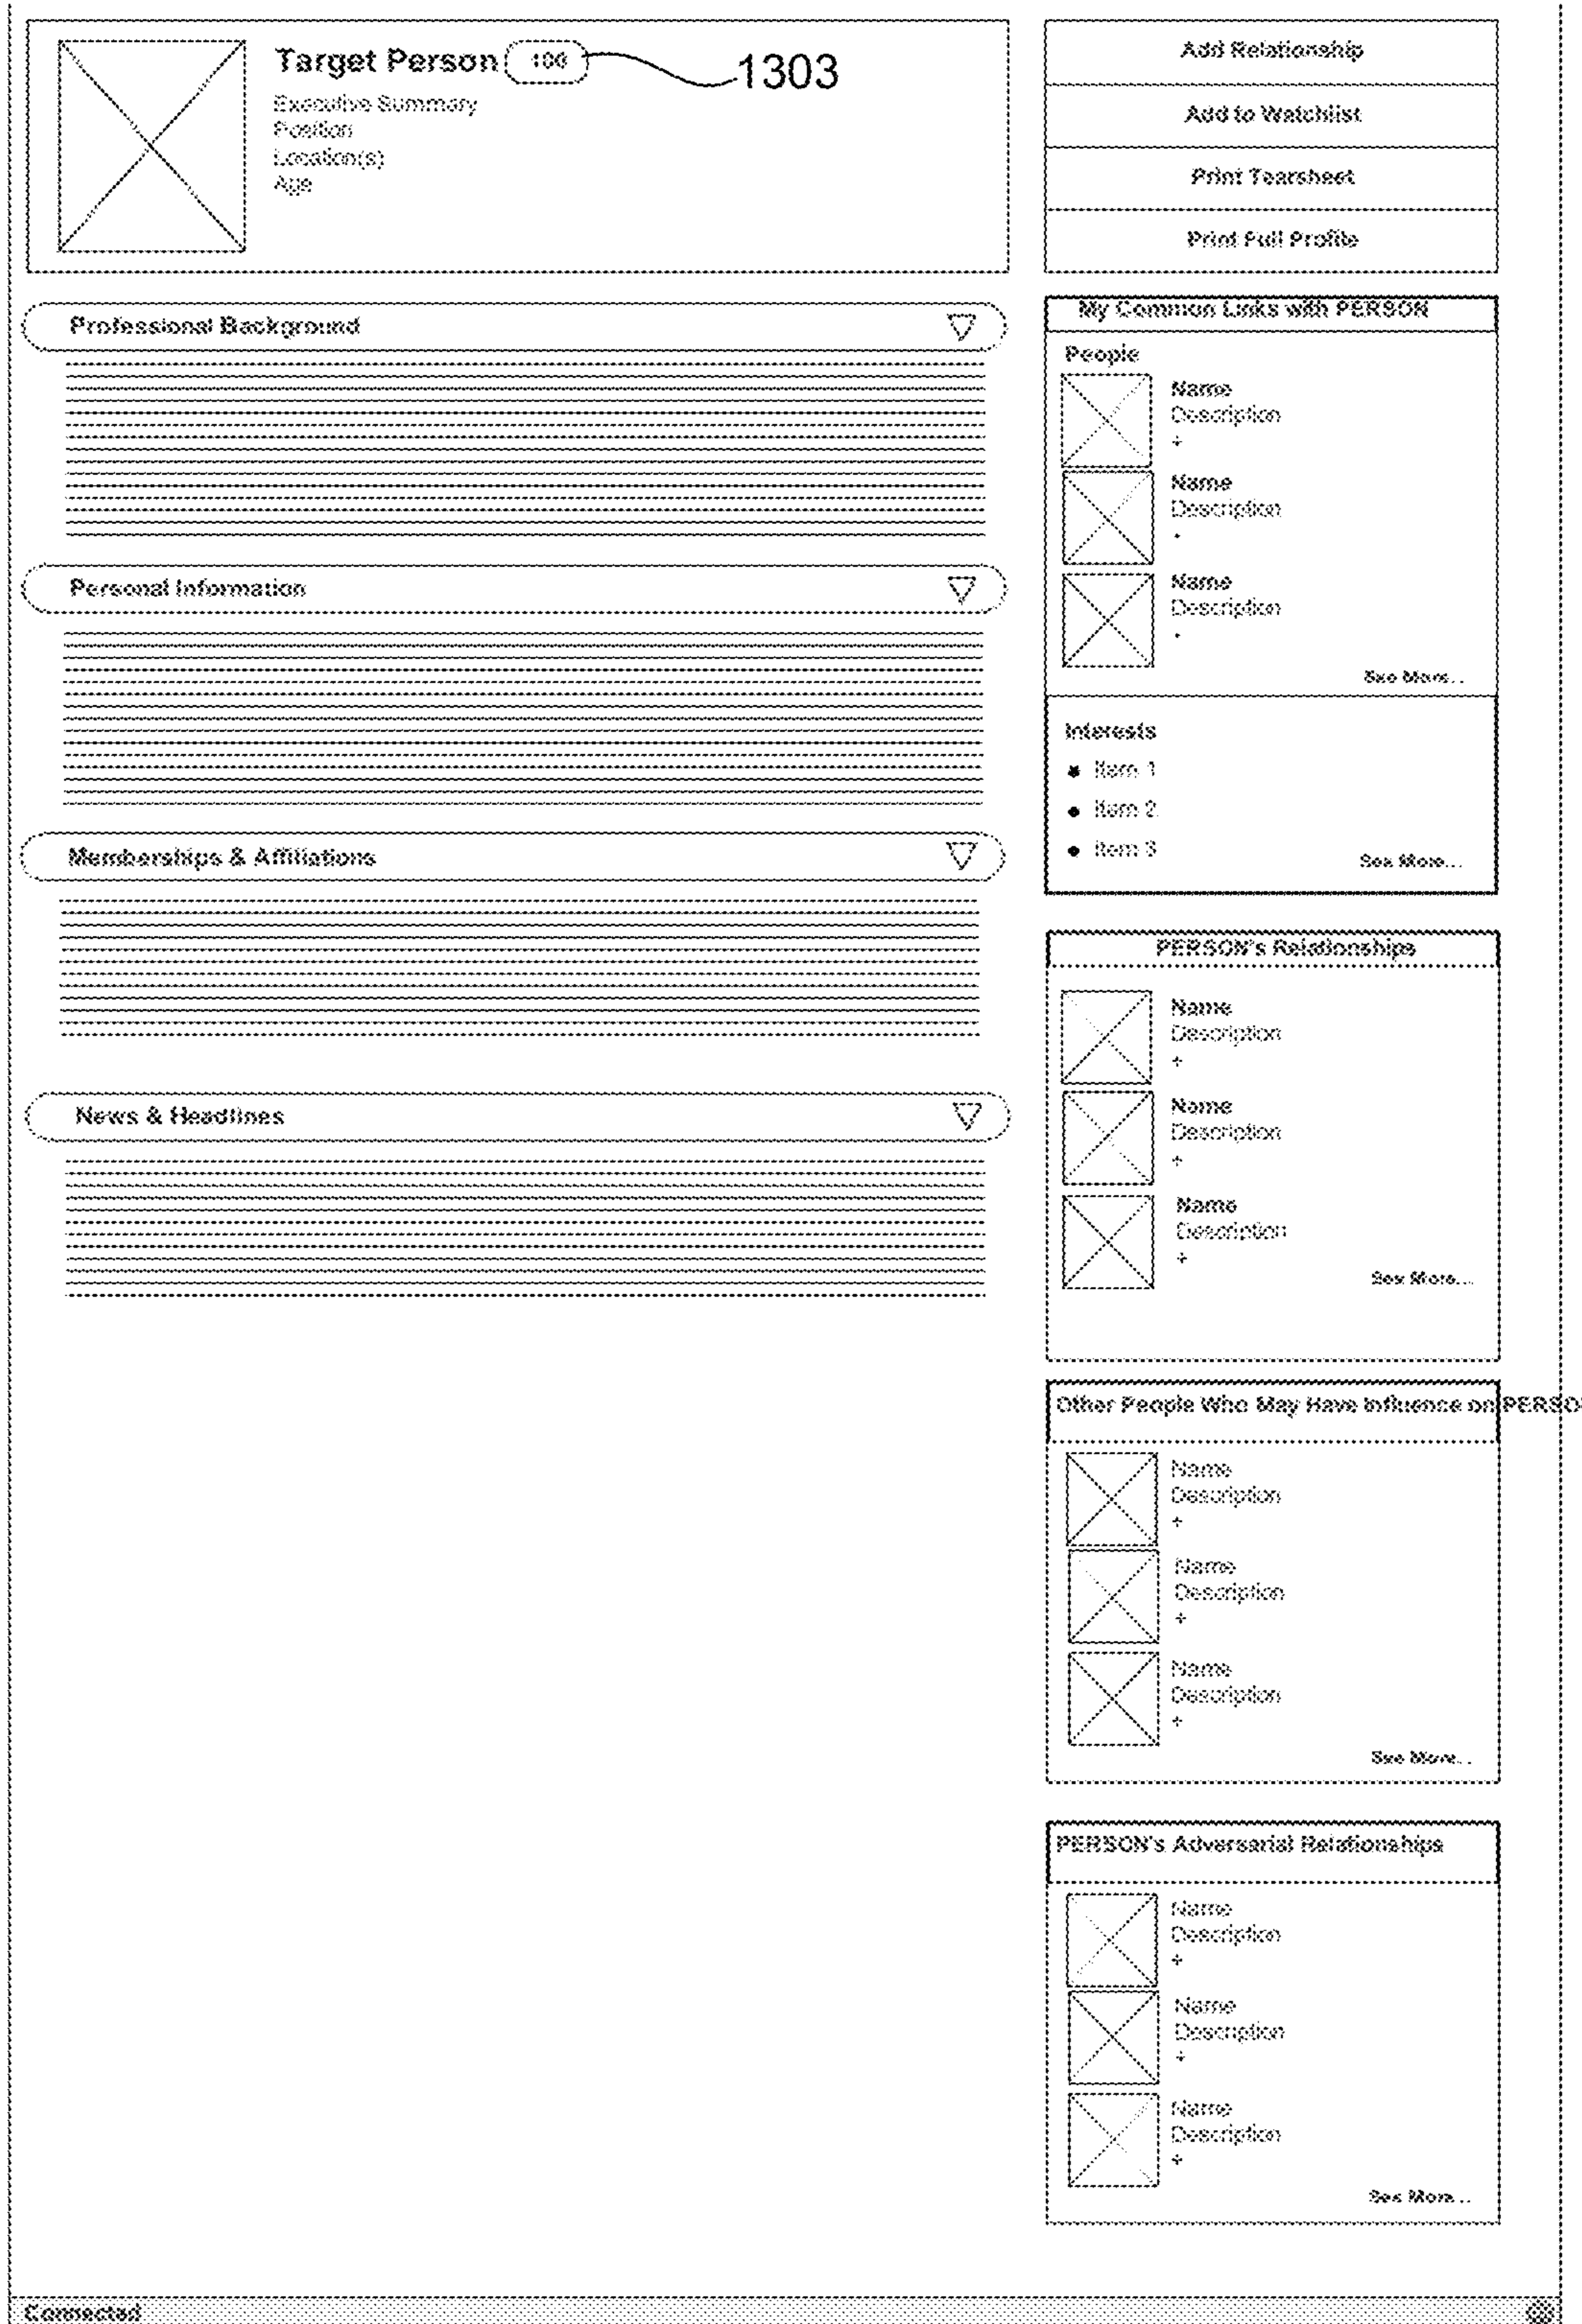 Target Person 100
1303
Executive Summary
Position
Location(s)
Age
Add Relationship
Add to Watchlist
Print Tearsheet
Print Full Profile
Professional Background
Personal Information
Memberships & Affiliations
News & Headlines
My Common Links with PERSON
People
Name
Description
+
Name
Description
Name
Description
See More...
Interests
• Item 1
• Item 2
• Item 3
See More...
PERSON's Relationships
Name
Description
+
Name
Description
+
Name
Description
+
See More...
Other People Who May Have Influence on PERSO
Name
Description
+
Name
Description
+
Name
Description
+
See More...
PERSON's Adversarial Relationships
Name
Description
+
Name
Description
+
Name
Description
+
See More...
Connected